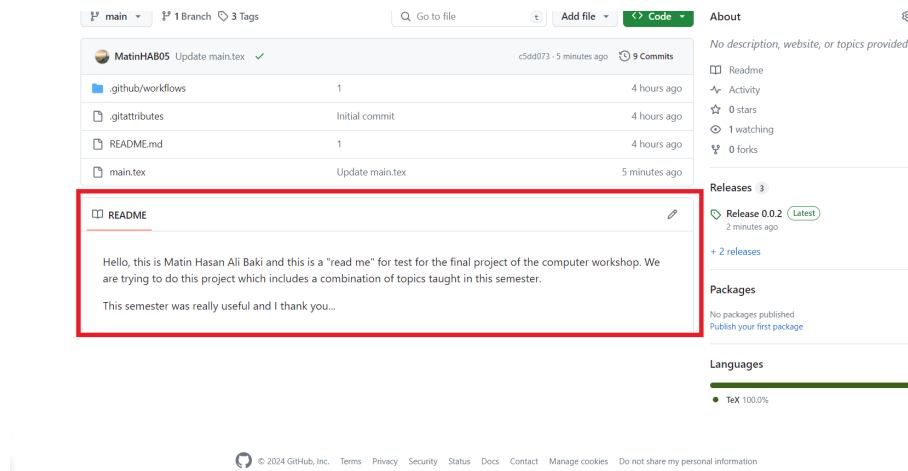 main 1 Branch 3 Tags Go to file t Add file Code
MatinHAB05 Update main.tex c5dd073 · 5 minutes ago 9 Commits
.github/workflows 1 4 hours ago
.gitattributes Initial commit 4 hours ago
README.md 1 4 hours ago
main.tex Update main.tex 5 minutes ago
README
Hello, this is Matin Hasan Ali Baki and this is a "read me" for test for the final project of the computer workshop. We
are trying to do this project which includes a combination of topics taught in this semester.
This semester was really useful and I thank you...
About
No description, website, or topics provided
Readme
Activity
0 stars
1 watching
0 forks
Releases 3
Release 0.0.2 Latest
2 minutes ago
+ 2 releases
Packages
No packages published
Publish your first package
Languages
TeX 100.0%
© 2024 GitHub, Inc. Terms Privacy Security Status Docs Contact Manage cookies Do not share my personal information